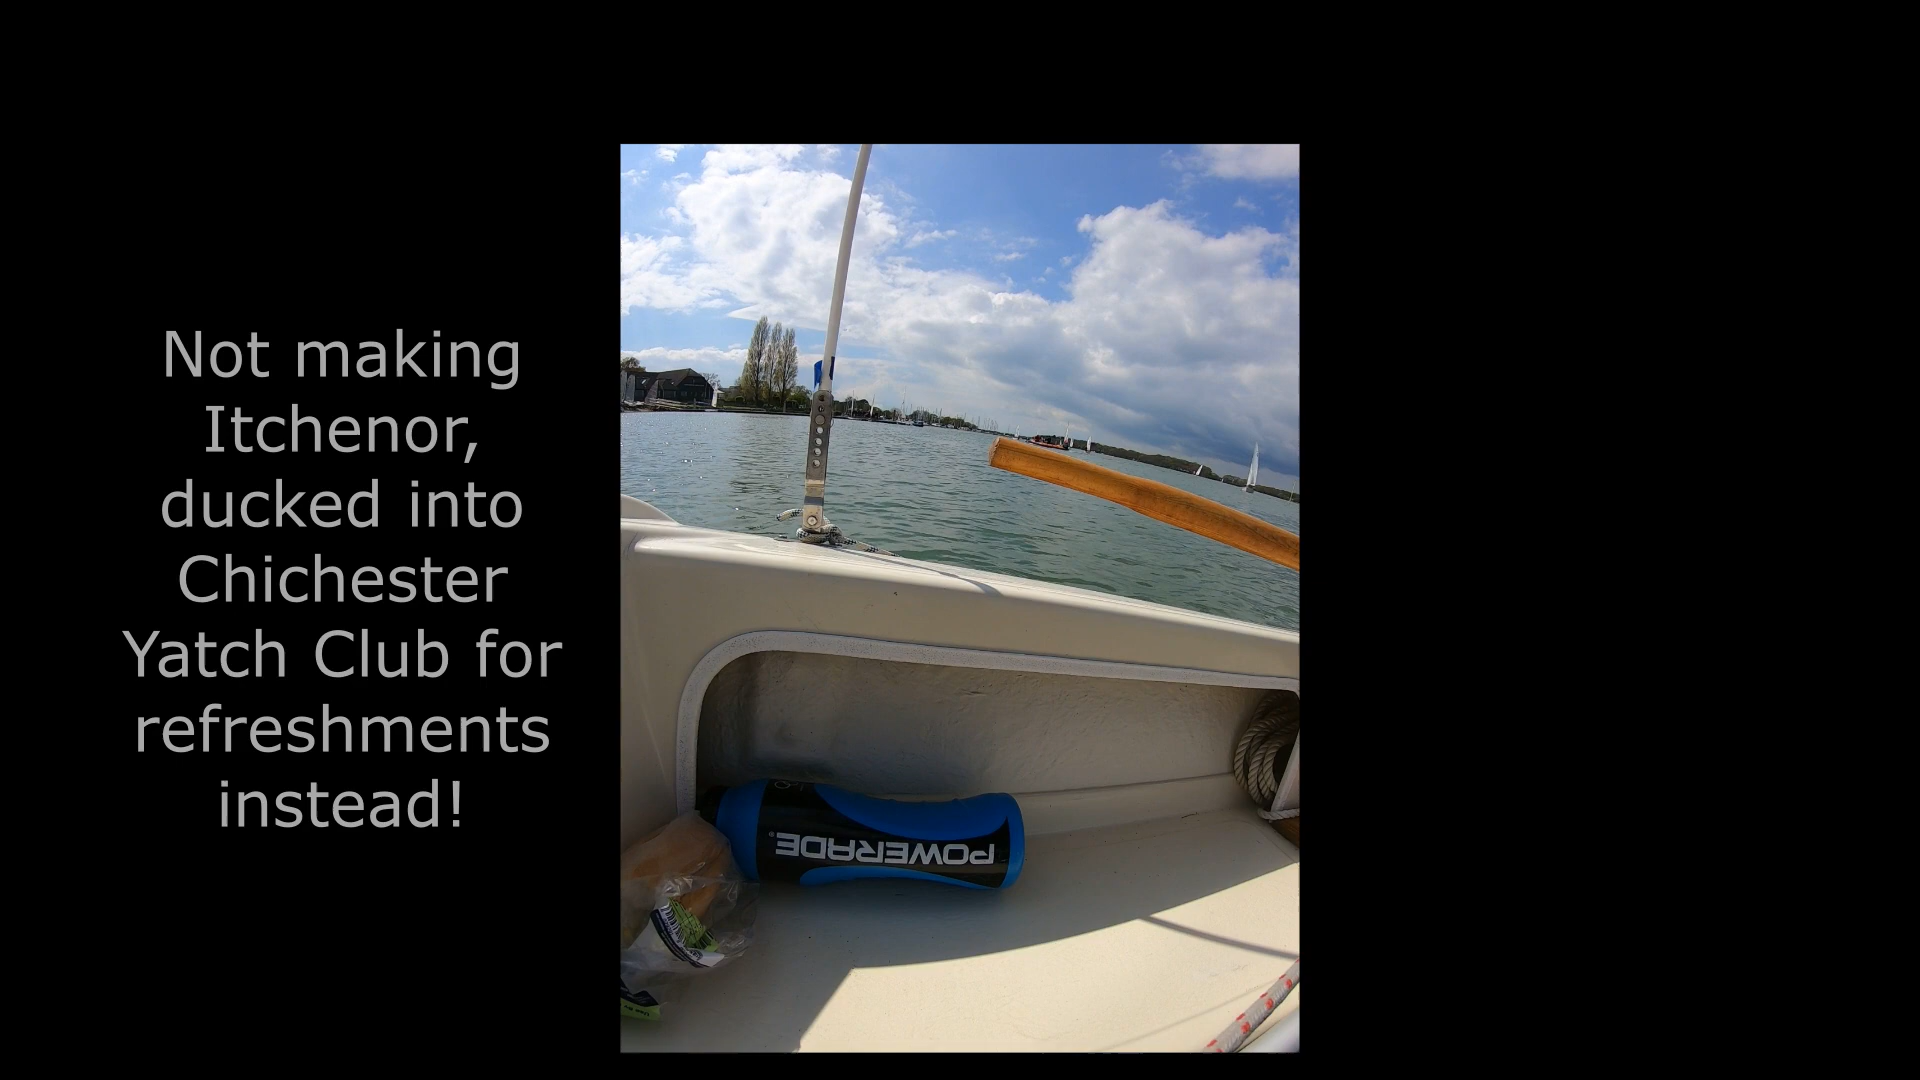 Not making
Itchenor,
ducked into
Chichester
Yatch Club for
refreshments
instead!
POWERADE